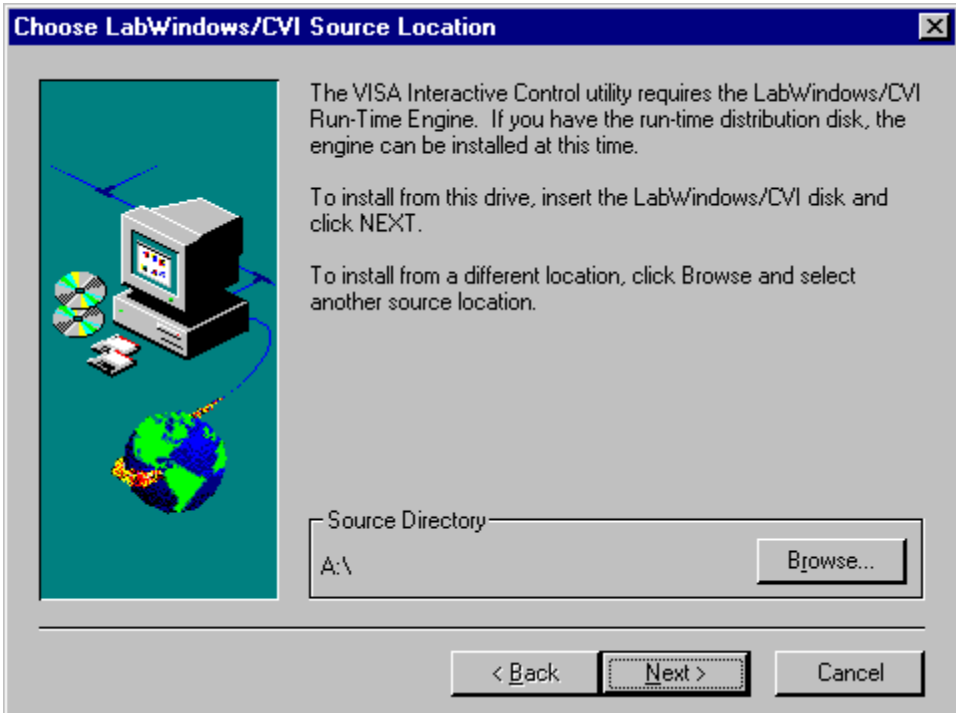 Choose LabWindows/CVI Source Location
The VISA Interactive Control utility requires the LabWindows/CVI
Run-Time Engine.  If you have the run-time distribution disk, the
engine can be installed at this time.
To install from this drive, insert the LabWindows/CVI disk and
click NEXT.
To install from a different location, click Browse and select
another source location.
Source Directory
A:\
Browse...
< Back
Next >
Cancel